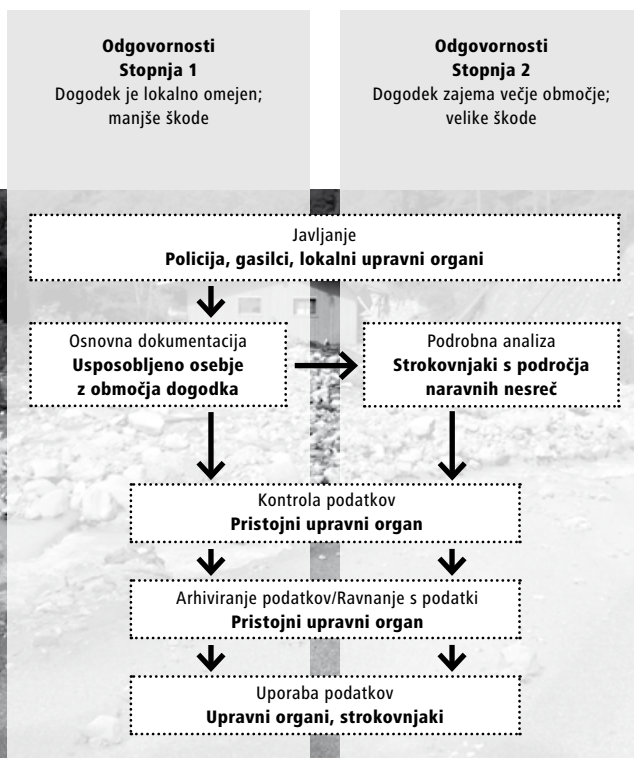 Odgovornosti
Stopnja 1
Dogodek je lokalno omejen;
manjše škode
Odgovornosti
Stopnja 2
Dogodek zajema večje območje;
velike škode
Javljanje
Policija, gasilci, lokalni upravni organi
Osnovna dokumentacija
Usposobljeno osebje
z območja dogodka
Podrobna analiza
Strokovnjaki s področja
naravnih nesreč
Kontrola podatkov
Pristojni upravni organ
Arhiviranje podatkov/Ravnanje s podatki
Pristojni upravni organ
Uporaba podatkov
Upravni organi, strokovnjaki